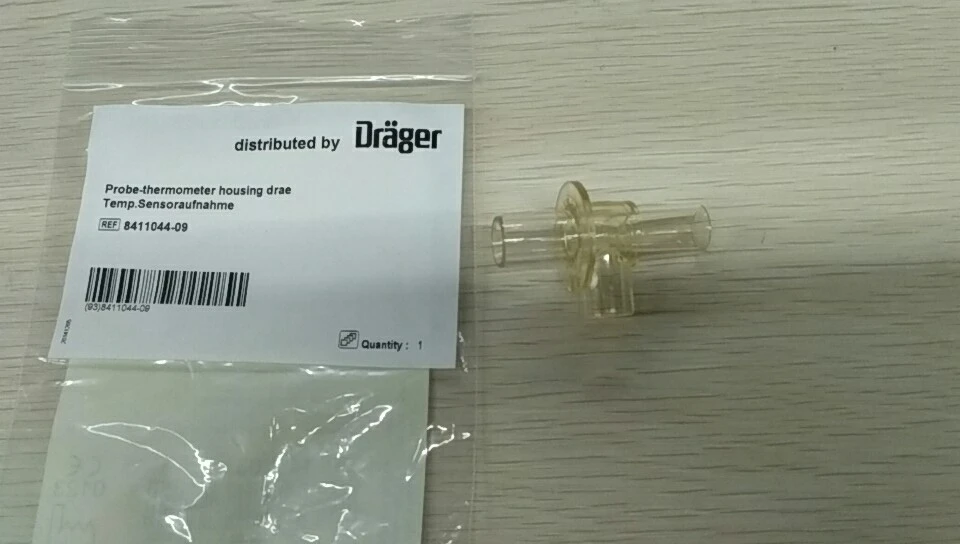 distributed by Dräger
Probe-thermometer housing drae
Temp.Sensoraufnahme
REF 8411044-09
(93)8411044-09
Quantity : 1